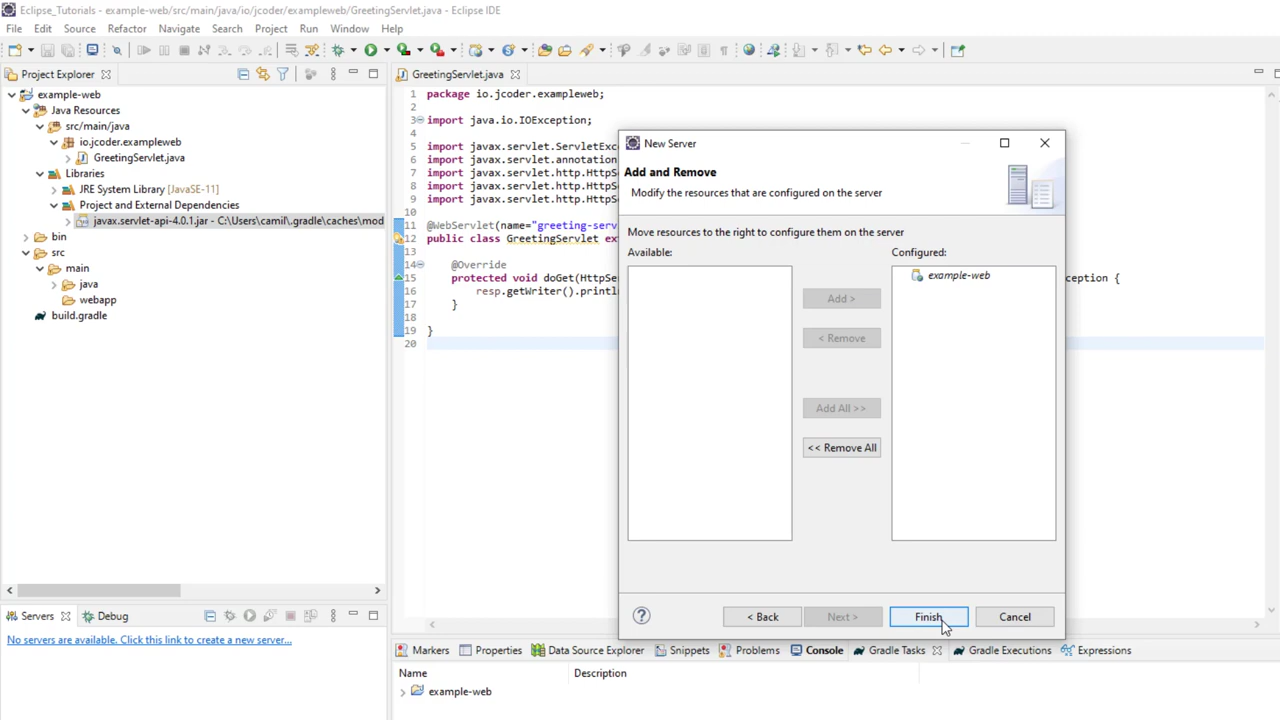 Eclipse_Tutorials - example-web/src/main/java/io/jcoder/exampleweb/GreetingServlet.java - Eclipse IDE
File Edit Source Refactor Navigate Search Project Run Window Help
Project Explorer
example-web
Java Resources
src/main/java
io.jcoder.exampleweb
GreetingServlet.java
Libraries
JRE System Library [JavaSE-11]
Project and External Dependencies
javax.servlet-api-4.0.1.jar - C:\Users\camil\.gradle\caches\mod
bin
src
main
java
webapp
build.gradle
Servers Debug
No servers are available. Click this link to create a new server...
GreetingServlet.java
1 package io.jcoder.exampleweb;
2
3 import java.io.IOException;
4
5 import javax.servlet.ServletExc
6 import javax.servlet.annotation
7 import javax.servlet.http.HttpS
8 import javax.servlet.http.HttpS
9 import javax.servlet.http.HttpS
10
11 @WebServlet(name="greeting-serv
12 public class GreetingServlet ex
13
14 @Override
15 protected void doGet(HttpSe ception {
16 resp.getWriter().printl
17 }
18
19 }
20
New Server
Add and Remove
Modify the resources that are configured on the server
Move resources to the right to configure them on the server
Available: Configured:
example-web
Add >
< Remove
Add All >>
<< Remove All
< Back Next > Finish Cancel
Markers Properties Data Source Explorer Snippets Problems Console Gradle Tasks Gradle Executions Expressions
Name Description
example-web